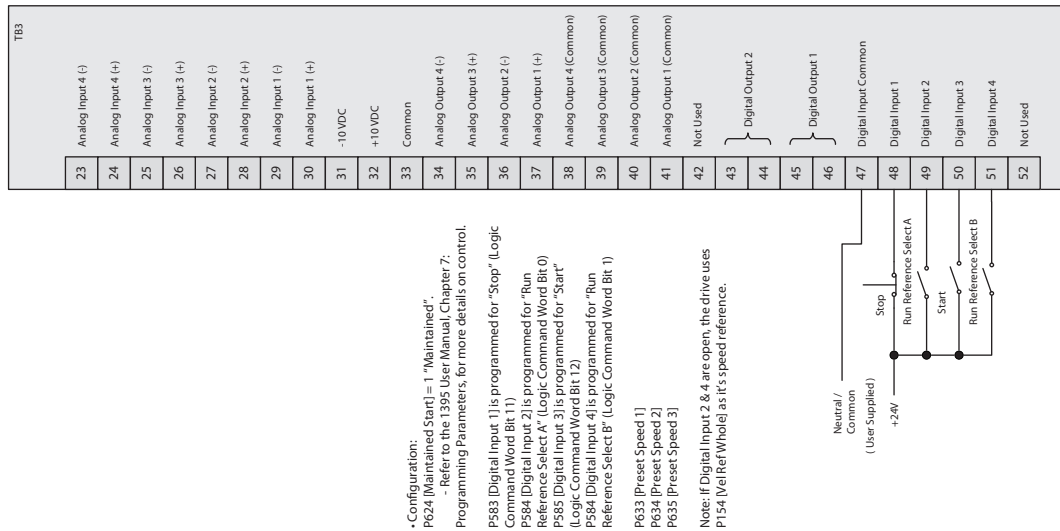 TB3
23 Analog Input 4 (-)
24 Analog Input 4 (+)
25 Analog Input 3 (-)
26 Analog Input 3 (+)
27 Analog Input 2 (-)
28 Analog Input 2 (+)
29 Analog Input 1 (-)
30 Analog Input 1 (+)
31 -10 VDC
32 +10 VDC
33 Common
34 Analog Output 4 (-)
35 Analog Output 3 (+)
36 Analog Output 2 (-)
37 Analog Output 1 (+)
38 Analog Output 4 (Common)
39 Analog Output 3 (Common)
40 Analog Output 2 (Common)
41 Analog Output 1 (Common)
42 Not Used
43
Digital Output 2
44
45
Digital Output 1
46
47 Digital Input Common
48 Digital Input 1
49 Digital Input 2
50 Digital Input 3
51 Digital Input 4
52 Not Used
• Configuration:
P624 [Maintained Start] = 1 "Maintained".
- Refer to the 1395 User Manual, Chapter 7:
Programming Parameters, for more details on control.
P583 [Digital Input 1] is programmed for "Stop" (Logic
Command Word Bit 11)
P584 [Digital Input 2] is programmed for "Run
Reference Select A" (Logic Command Word Bit 0)
P585 [Digital Input 3] is programmed for "Start"
(Logic Command Word Bit 12)
P584 [Digital Input 4] is programmed for "Run
Reference Select B" (Logic Command Word Bit 1)
P633 [Preset Speed 1]
P634 [Preset Speed 2]
P635 [Preset Speed 3]
Note: If Digital Input 2 & 4 are open, the drive uses
P154 [Vel Ref Whole] as it's speed reference.
Neutral /
Common
( User Supplied )
+24V
Stop
Run Reference Select A
Start
Run Reference Select B